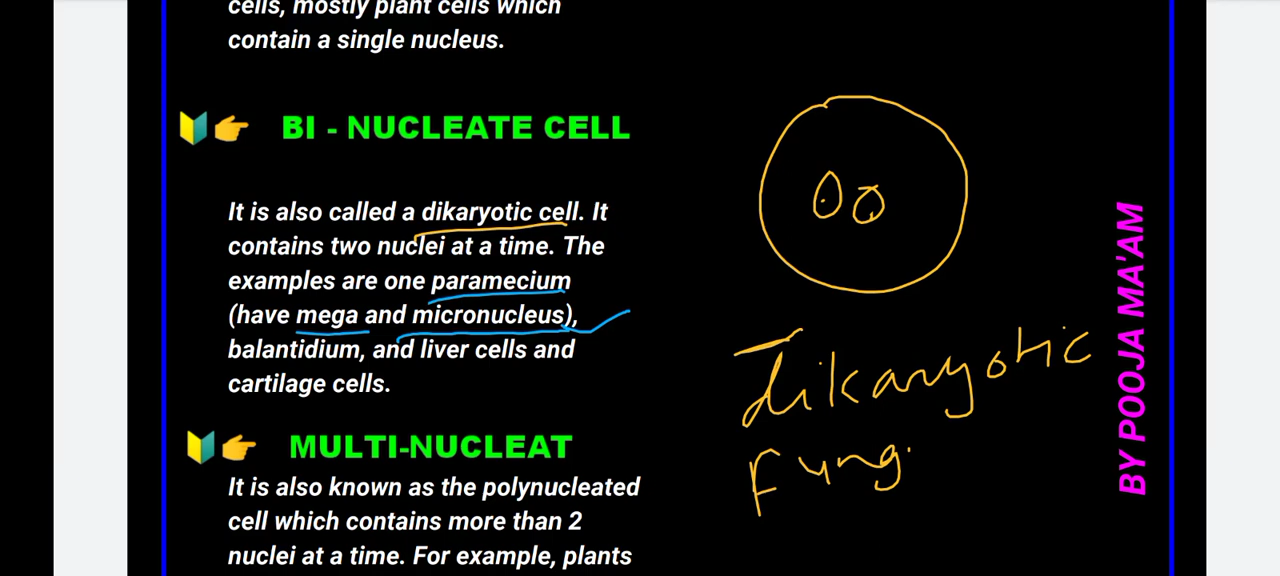 cells, mostly plant cells which
contain a single nucleus.
BI - NUCLEATE CELL
It is also called a dikaryotic cell. It
contains two nuclei at a time. The
examples are one paramecium
(have mega and micronucleus),
balantidium, and liver cells and
cartilage cells.
MULTI-NUCLEAT
It is also known as the polynucleated
cell which contains more than 2
nuclei at a time. For example, plants
Dikaryotic
Fungi
BY POOJA MA'AM